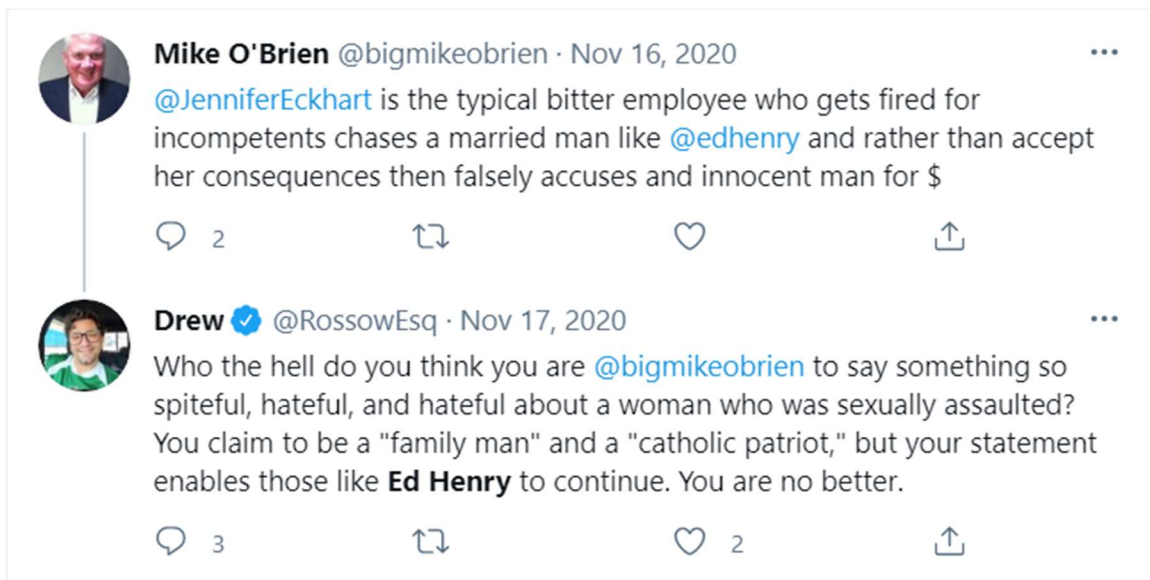 Mike O'Brien @bigmikeobrien · Nov 16, 2020
@JenniferEckhart is the typical bitter employee who gets fired for
incompetents chases a married man like @edhenry and rather than accept
her consequences then falsely accuses and innocent man for $
2
Drew @RossowEsq · Nov 17, 2020
Who the hell do you think you are @bigmikeobrien to say something so
spiteful, hateful, and hateful about a woman who was sexually assaulted?
You claim to be a "family man" and a "catholic patriot," but your statement
enables those like Ed Henry to continue. You are no better.
3 2